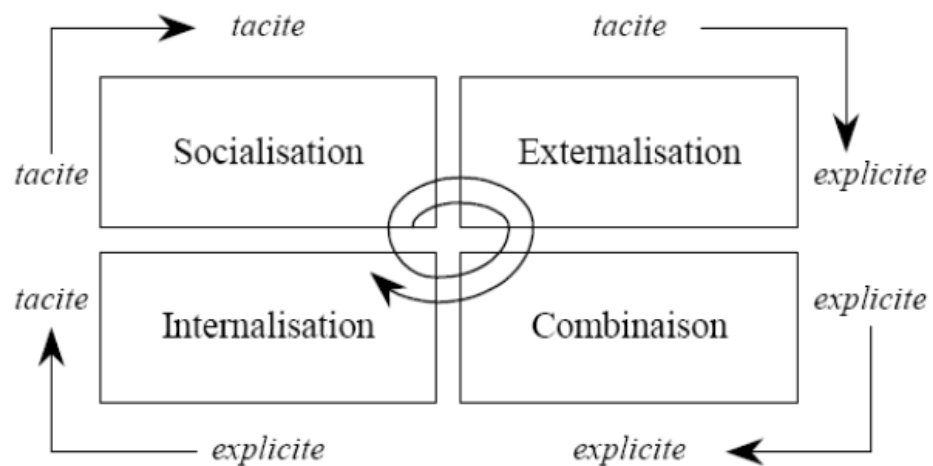 tacite tacite
Socialisation Externalisation
tacite explicite
tacite explicite
Internalisation Combinaison
explicite explicite